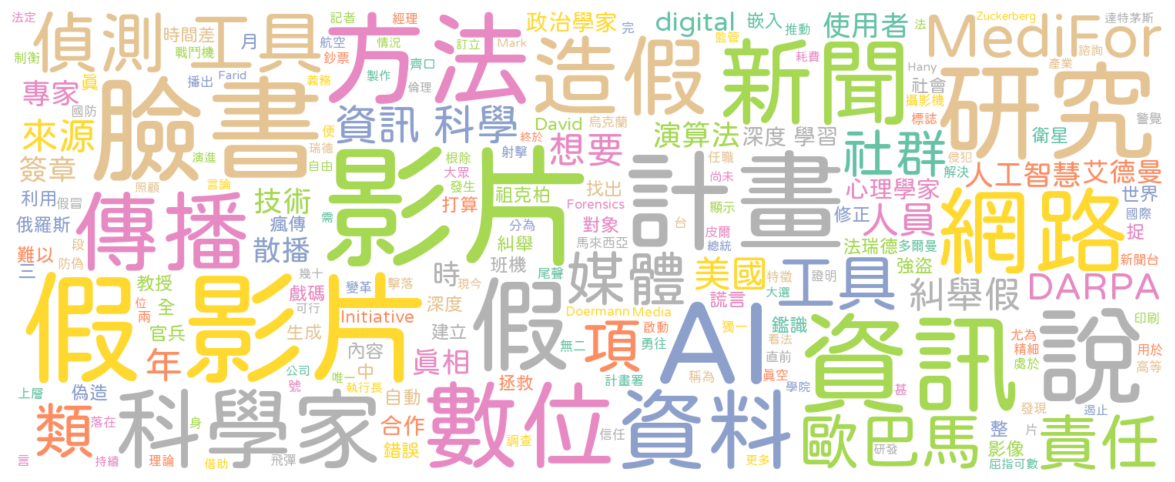 法定
偵測 工具
時間差
月
記者
經理
方法
政治學家
完
digital
嵌入
推動
使用者
法
Zuckerberg
MediFor
達特茅斯
諮詢
制衡
戰鬥機
航空
情況
訂立
Mark
造假
監管
新聞
耗費
Hany
產業
研究
專家
眞
播出
Farid
鈔票
義務
製作
齊口
倫理
國防
臉書
社會
攝影機
標誌
警覺
來源
演進
使
瑞德
資訊 科學
終於
David
烏克蘭
演算法
深度 學習
社群
衛星
簽章
自由
影片
根除
大眾
射擊
想要
任職
尚未
侵犯
解決
人工智慧
艾德曼
利用
假冒
照顧
言論
技術
需
發生
祖克柏
找出
計畫
顯示
心理學家
世界
俄羅斯
傳播
瘋傳
打算
Forensics
分為
對象
台
皮爾
總統
修正
人員
網路
國際
難以
段
防偽
散播
糾舉
馬來西亞
法瑞德
多爾曼
捉
三
教授
幾十
變革
擊落
現今
時
班機
尾聲
媒體
美國
特徵
證明
強盜
新聞台
假影片
位
兩
全
戲碼
可行
深度
假
謊言
大選
工具
糾舉假
DARPA
Initiative
Doermann
Media
啟動
獨一
鑑識
印刷
年
官兵
生成
建立
項
無二
勇往
看法
AI
直前
資訊
說
尤為
精細
處於
用於
高等
類
公司
號
內容
中
唯一
執行長
眞相
拯救
計畫署
稱為
眞空
學院
甚
遏止
上層
偽造
科學家
自動
合作
數位
資料
歐巴馬
發現
整
片
責任
落在
身
錯誤
調查
信任
影像
言
持續
理論
借助
飛彈
更多
研發
屈指可數